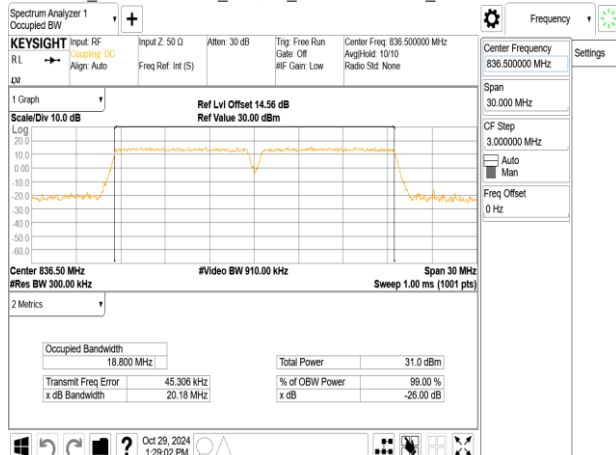 Spectrum Analyzer 1
Occupied BW
+
Frequency
KEYSIGHT
RL
Input: RF
Coupling: DC
Align: Auto
Input Z: 50 Ω
Freq Ref: Int (S)
Atten: 30 dB
Trig: Free Run
Gate: Off
#IF Gain: Low
Center Freq: 836.500000 MHz
Avg|Hold: 10/10
Radio Std: None
1 Graph
Scale/Div 10.0 dB
Ref Lvl Offset 14.56 dB
Ref Value 30.00 dBm
Log
20.0
10.0
0.00
-10.0
-20.0
-30.0
-40.0
-50.0
-60.0
Center 836.50 MHz
#Res BW 300.00 kHz
#Video BW 910.00 kHz
Span 30 MHz
Sweep 1.00 ms (1001 pts)
2 Metrics
Occupied Bandwidth
18.800 MHz
Transmit Freq Error 45.306 kHz
x dB Bandwidth 20.18 MHz
Total Power 31.0 dBm
% of OBW Power 99.00 %
x dB -26.00 dB
?
Oct 29, 2024
1:29:02 PM
Center Frequency
836.500000 MHz
Span
30.000 MHz
CF Step
3.000000 MHz
Auto
Man
Freq Offset
0 Hz
Settings